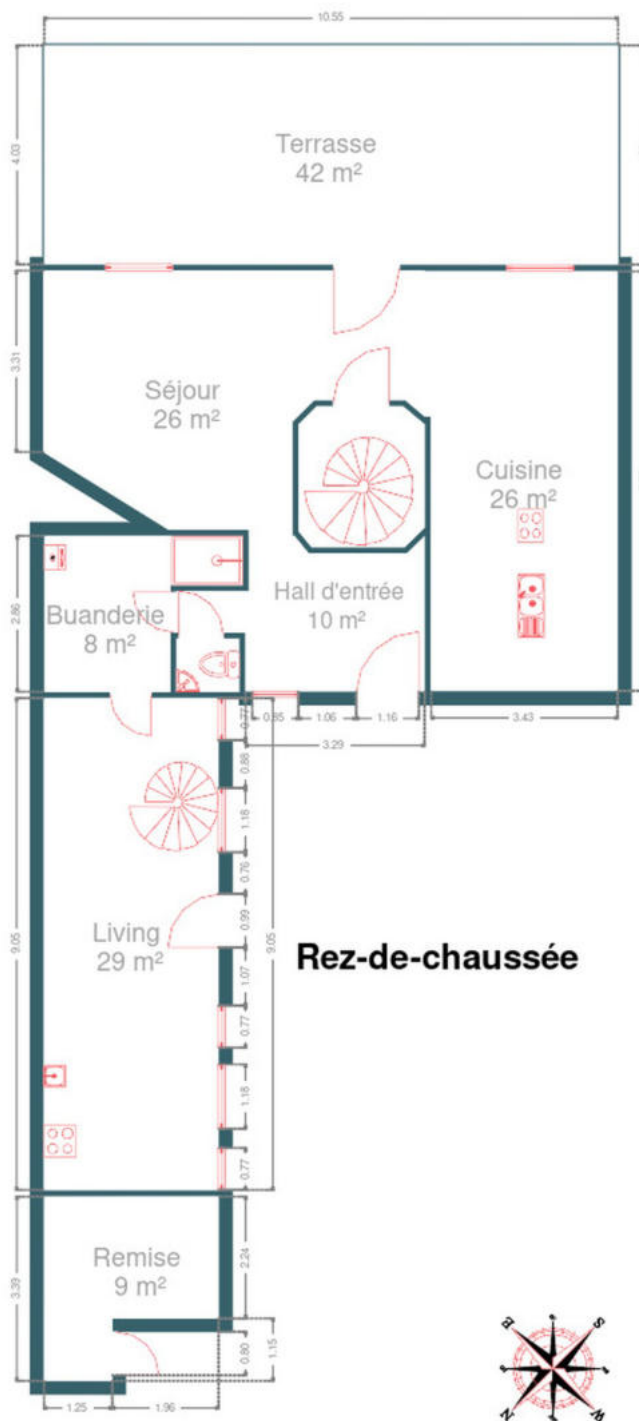 10.55
4.03
Terrasse
42 m²
3.31
Séjour
26 m²
Cuisine
26 m²
2.86
Buanderie
8 m²
Hall d'entrée
10 m²
0.85
1.06
1.16
3.43
3.29
0.77
0.88
1.18
0.76
0.99
9.05
9.05
Living
29 m²
Rez-de-chaussée
1.07
0.77
1.18
0.77
Remise
9 m²
2.24
3.39
0.80
1.15
1.25
1.96
E
S
N
W